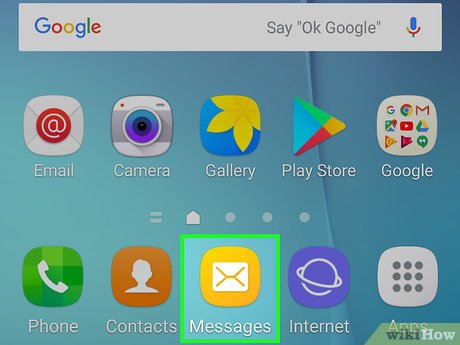 Google Say "Ok Google"
Email Camera Gallery Play Store Google
Phone Contacts Messages Internet Apps
wikiHow